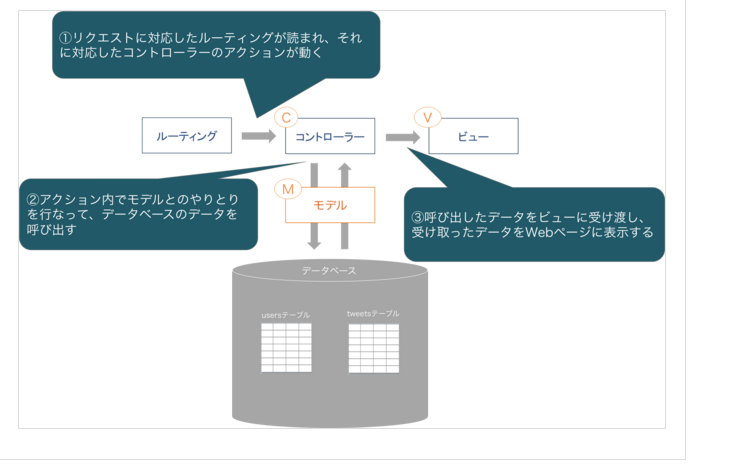 ①リクエストに対応したルーティングが読まれ、それ
に対応したコントローラーのアクションが動く
C
V
ルーティング
コントローラー
ビュー
②アクション内でモデルとのやりとり
を行なって、データベースのデータを
呼び出す
M
モデル
③呼び出したデータをビューに受け渡し、
受け取ったデータをWebページに表示する
データベース
usersテーブル
tweetsテーブル